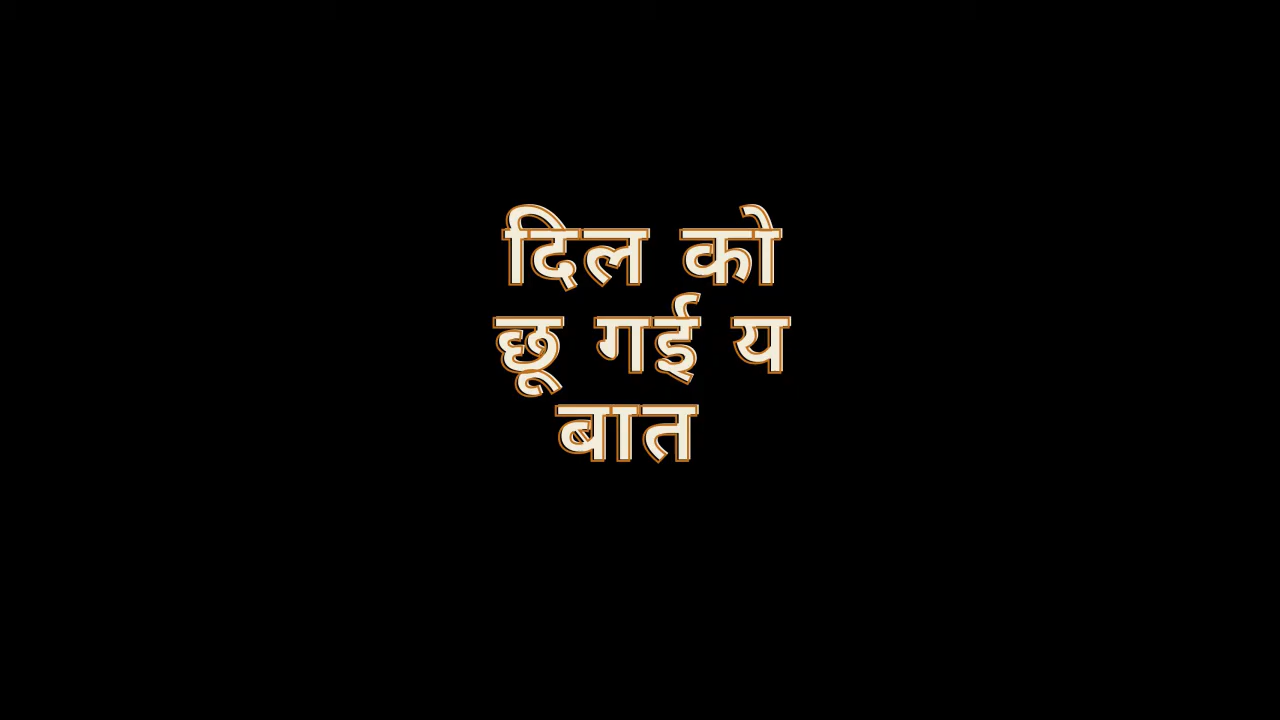 दिल को
छू गई य
बात